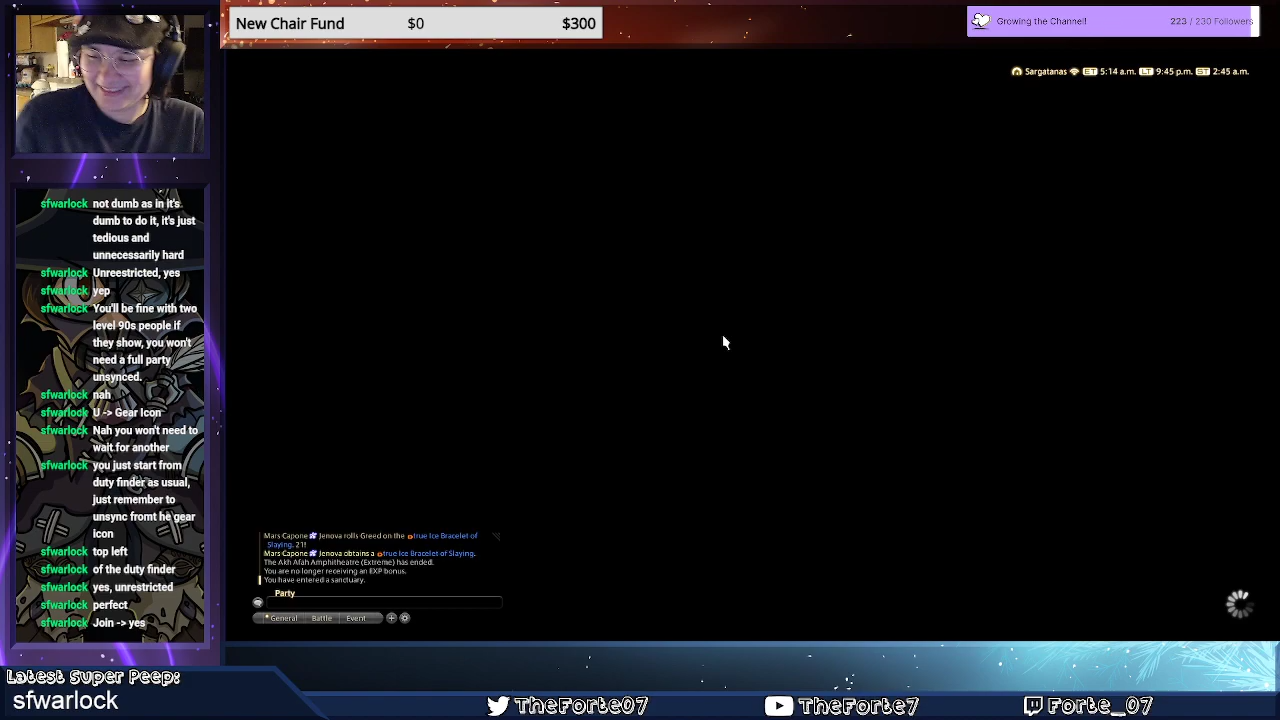 New Chair Fund $0 $300
Growing the Channel! 223 / 230 Followers
Sargatanas ET 5:14 a.m. LT 9:45 p.m. ST 2:45 a.m.
sfwarlock not dumb as in it's
dumb to do it, it's just
tedious and
unnecessarily hard
sfwarlock Unreestricted, yes
sfwarlock yep
sfwarlock You'll be fine with two
level 90s people if
they show, you won't
need a full party
unsynced.
sfwarlock nah
sfwarlock U -> Gear Icon
sfwarlock Nah you won't need to
wait for another
sfwarlock you just start from
duty finder as usual,
just remember to
unsync fromt he gear
icon
sfwarlock top left
sfwarlock of the duty finder
sfwarlock yes, unrestricted
sfwarlock perfect
sfwarlock Join -> yes
Mars Capone Jenova rolls Greed on the true Ice Bracelet of
Slaying. 21!
Mars Capone Jenova obtains a true Ice Bracelet of Slaying.
The Akh Afah Amphitheatre (Extreme) has ended.
You are no longer receiving an EXP bonus.
You have entered a sanctuary.
Party
General Battle Event
Latest Super Peep:
sfwarlock
TheForte07 TheForte7 Forte_07